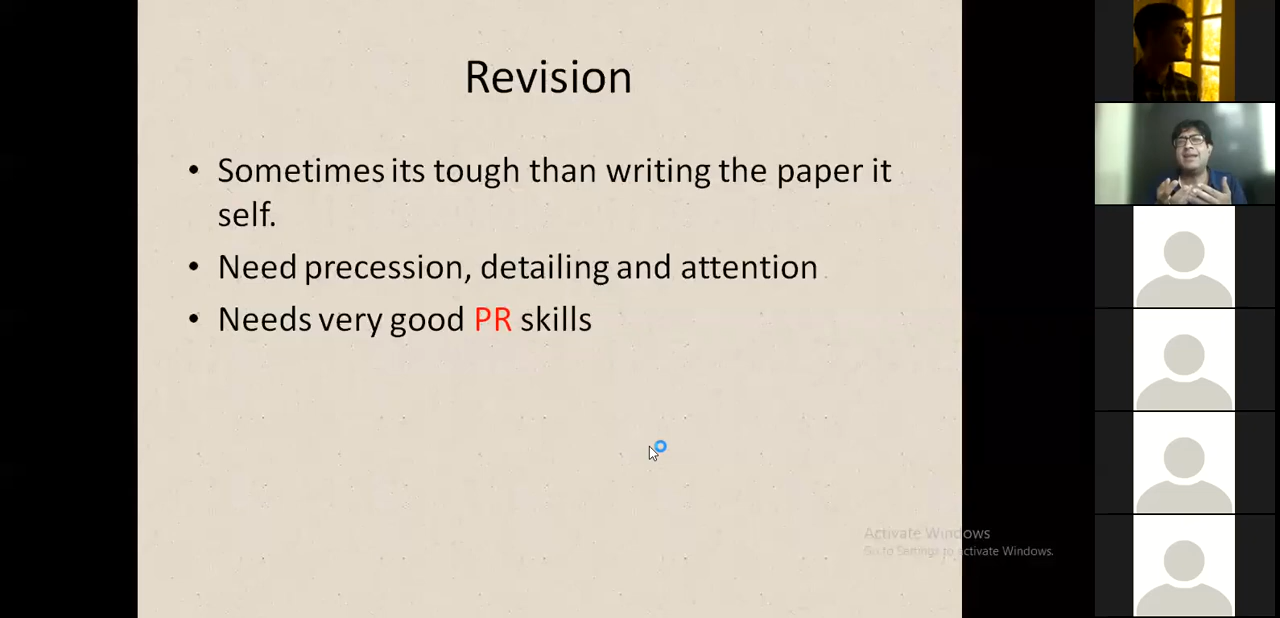 Revision
• Sometimes its tough than writing the paper it
self.
• Need precession, detailing and attention
• Needs very good PR skills
Activate Windows
Go to Settings to activate Windows.